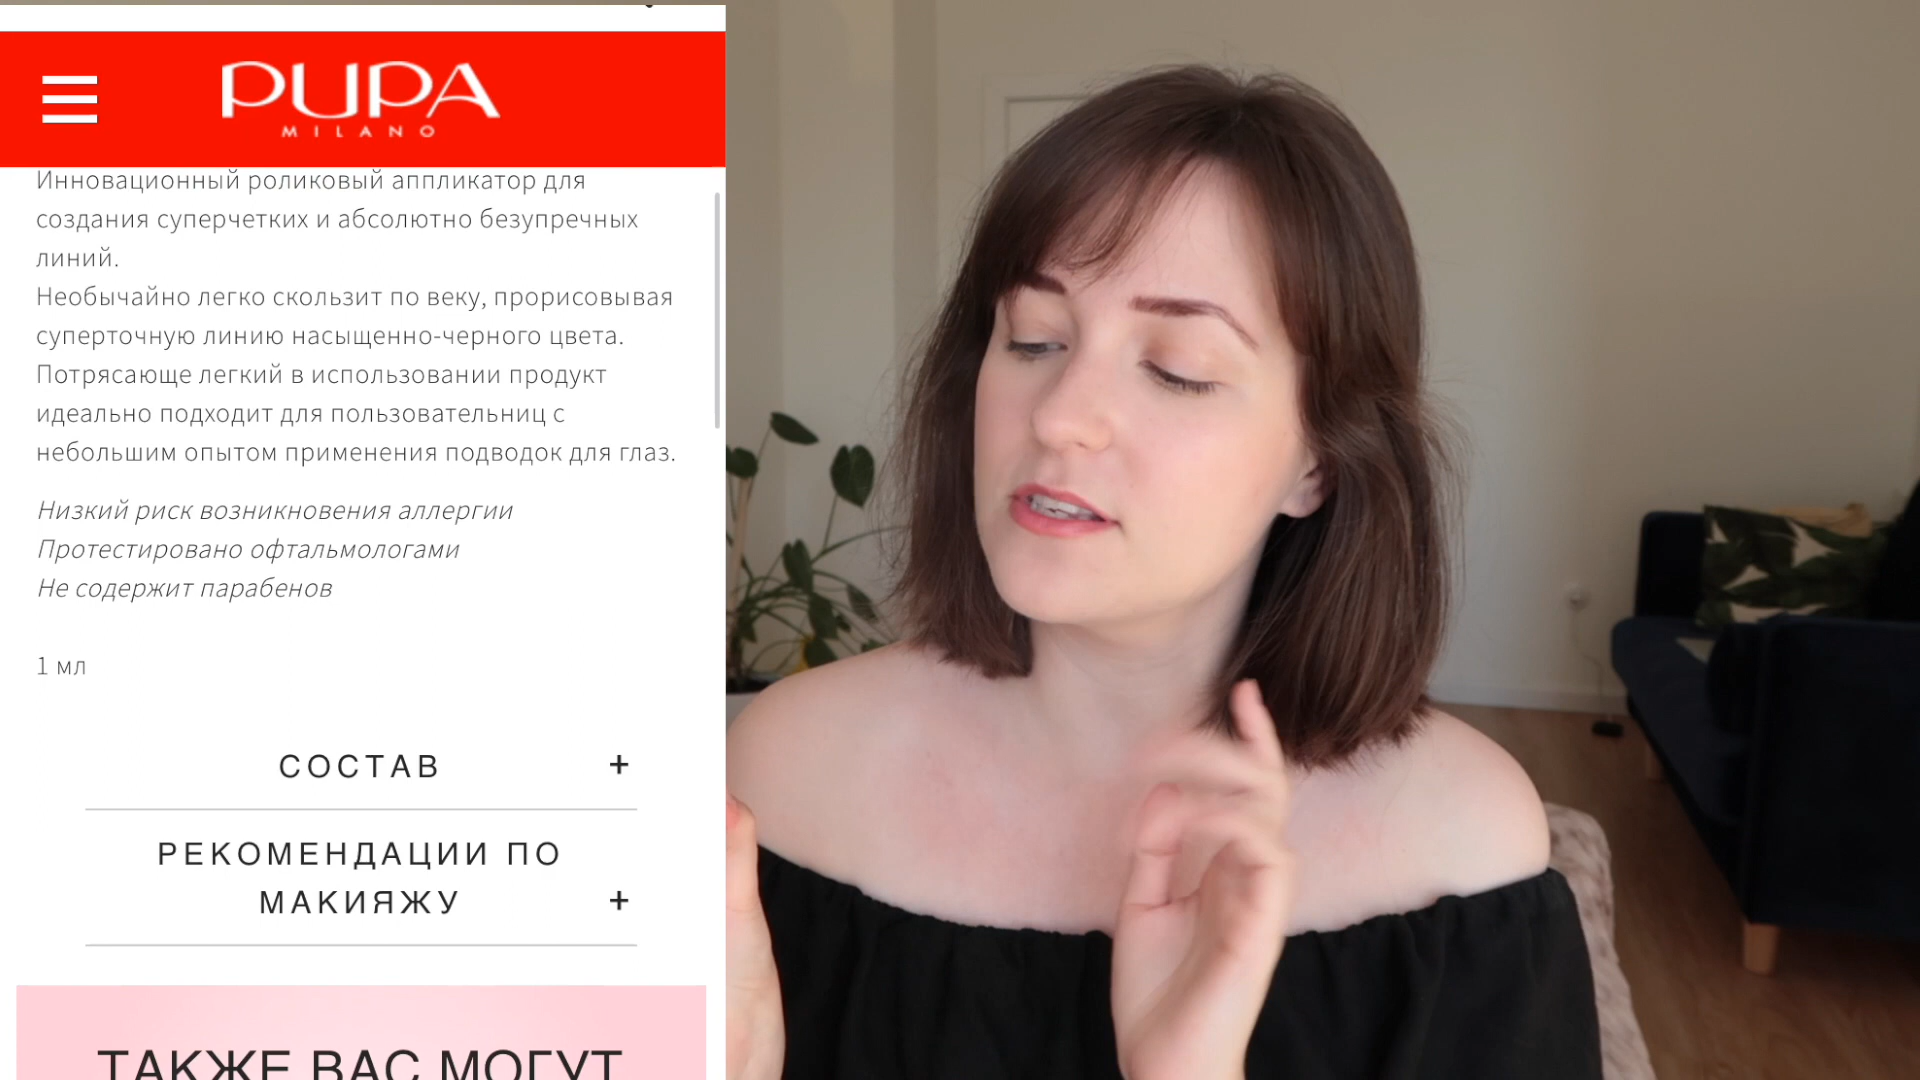 PUPA
MILANO
Инновационный роликовый аппликатор для
создания суперчетких и абсолютно безупречных
линий.
Необычайно легко скользит по веку, прорисовывая
суперточную линию насыщенно-черного цвета.
Потрясающе легкий в использовании продукт
идеально подходит для пользовательниц с
небольшим опытом применения подводок для глаз.
Низкий риск возникновения аллергии
Протестировано офтальмологами
Не содержит парабенов
1 мл
СОСТАВ +
РЕКОМЕНДАЦИИ ПО
МАКИЯЖУ +
ТАКЖЕ ВАС МОГУТ